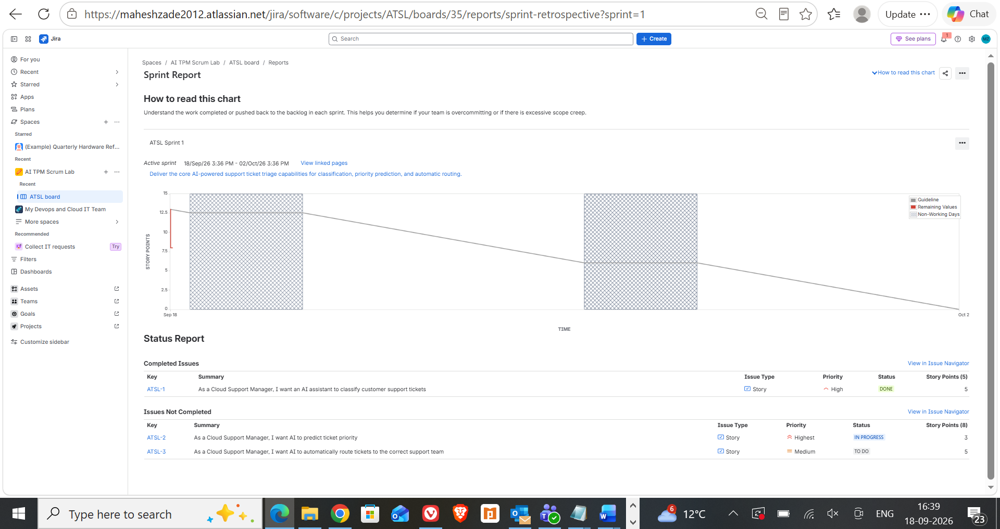 https://maheshzade2012.atlassian.net/jira/software/c/projects/ATSL/boards/35/reports/sprint-retrospective?sprint=1
Update
Chat
Jira
Search
Create
See plans
1
MZ
For you
Recent
Starred
Apps
Plans
Spaces
Starred
(Example) Quarterly Hardware Ref...
Recent
AI TPM Scrum Lab
Recent
ATSL board
My Devops and Cloud IT Team
More spaces
Recommended
Collect IT requests Try
Filters
Dashboards
Assets
Teams
Goals
Projects
Customize sidebar
Spaces / AI TPM Scrum Lab / ATSL board / Reports
Sprint Report
How to read this chart
How to read this chart
Understand the work completed or pushed back to the backlog in each sprint. This helps you determine if your team is overcommitting or if there is excessive scope creep.
ATSL Sprint 1
Active sprint 18/Sep/26 3:36 PM - 02/Oct/26 3:36 PM View linked pages
Deliver the core AI-powered support ticket triage capabilities for classification, priority prediction, and automatic routing.
STORY POINTS
15
12.5
10
7.5
5
2.5
0
Sep 18
Oct 2
TIME
Guideline
Remaining Values
Non-Working Days
Status Report
Completed Issues View in Issue Navigator
Key Summary Issue Type Priority Status Story Points (5)
ATSL-1 As a Cloud Support Manager, I want an AI assistant to classify customer support tickets Story High DONE 5
Issues Not Completed View in Issue Navigator
Key Summary Issue Type Priority Status Story Points (8)
ATSL-2 As a Cloud Support Manager, I want AI to predict ticket priority Story Highest IN PROGRESS 3
ATSL-3 As a Cloud Support Manager, I want AI to automatically route tickets to the correct support team Story Medium TO DO 5
Type here to search
6
12°C
ENG
16:39
18-09-2026
23